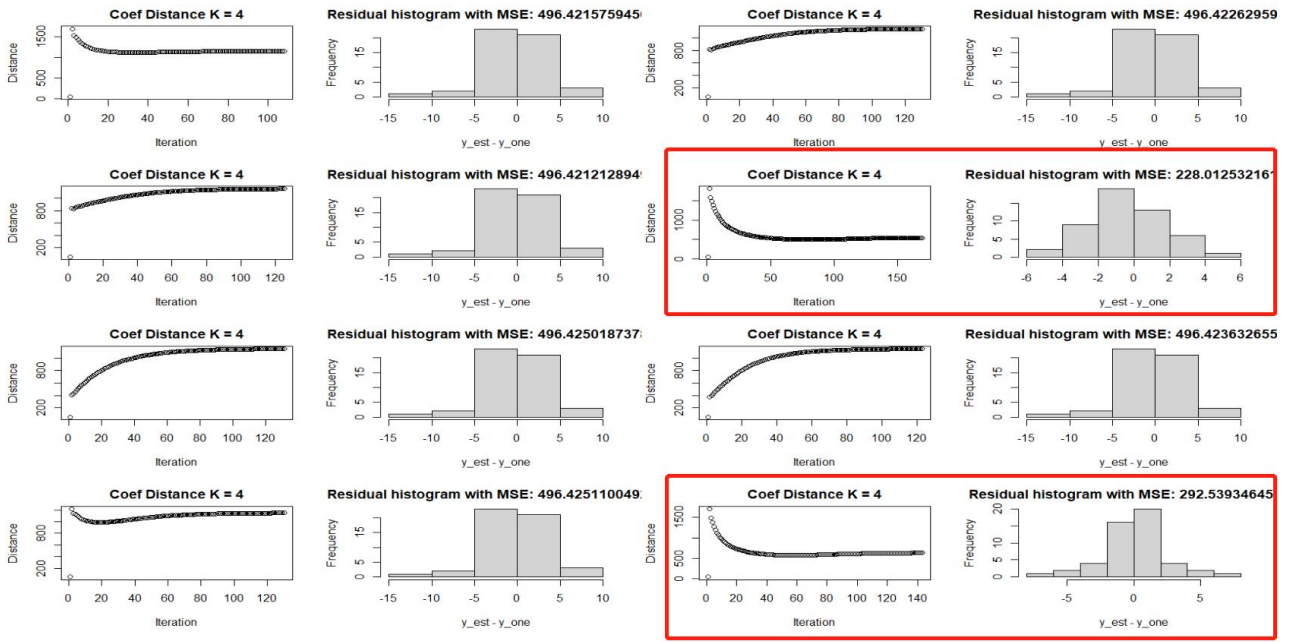 Coef Distance K = 4
Residual histogram with MSE: 496.4215759450
Coef Distance K = 4
Residual histogram with MSE: 496.42262959
Distance
0 500 1500
0 20 40 60 80 100
Iteration
Frequency
0 5 15
-15 -10 -5 0 5 10
y_est - y_one
Distance
200 800
0 20 40 60 80 100 120
Iteration
Frequency
0 5 15
-15 -10 -5 0 5 10
y_est - y_one
Coef Distance K = 4
Residual histogram with MSE: 496.421212894
Coef Distance K = 4
Residual histogram with MSE: 228.01253216
Distance
200 800
0 20 40 60 80 100 120
Iteration
Frequency
0 5 15
-15 -10 -5 0 5 10
y_est - y_one
Distance
0 1000
0 50 100 150
Iteration
Frequency
0 5 10
-6 -4 -2 0 2 4 6
y_est - y_one
Coef Distance K = 4
Residual histogram with MSE: 496.425018737
Coef Distance K = 4
Residual histogram with MSE: 496.423632655
Distance
200 800
0 20 40 60 80 100 120
Iteration
Frequency
0 5 15
-15 -10 -5 0 5 10
y_est - y_one
Distance
200 800
0 20 40 60 80 100 120
Iteration
Frequency
0 5 15
-15 -10 -5 0 5 10
y_est - y_one
Coef Distance K = 4
Residual histogram with MSE: 496.425110049
Coef Distance K = 4
Residual histogram with MSE: 292.53934645
Distance
200 800
0 20 40 60 80 100 120
Iteration
Frequency
0 5 15
-15 -10 -5 0 5 10
y_est - y_one
Distance
0 500 1500
0 20 40 60 80 100 120 140
Iteration
Frequency
0 5 10 20
-5 0 5
y_est - y_one